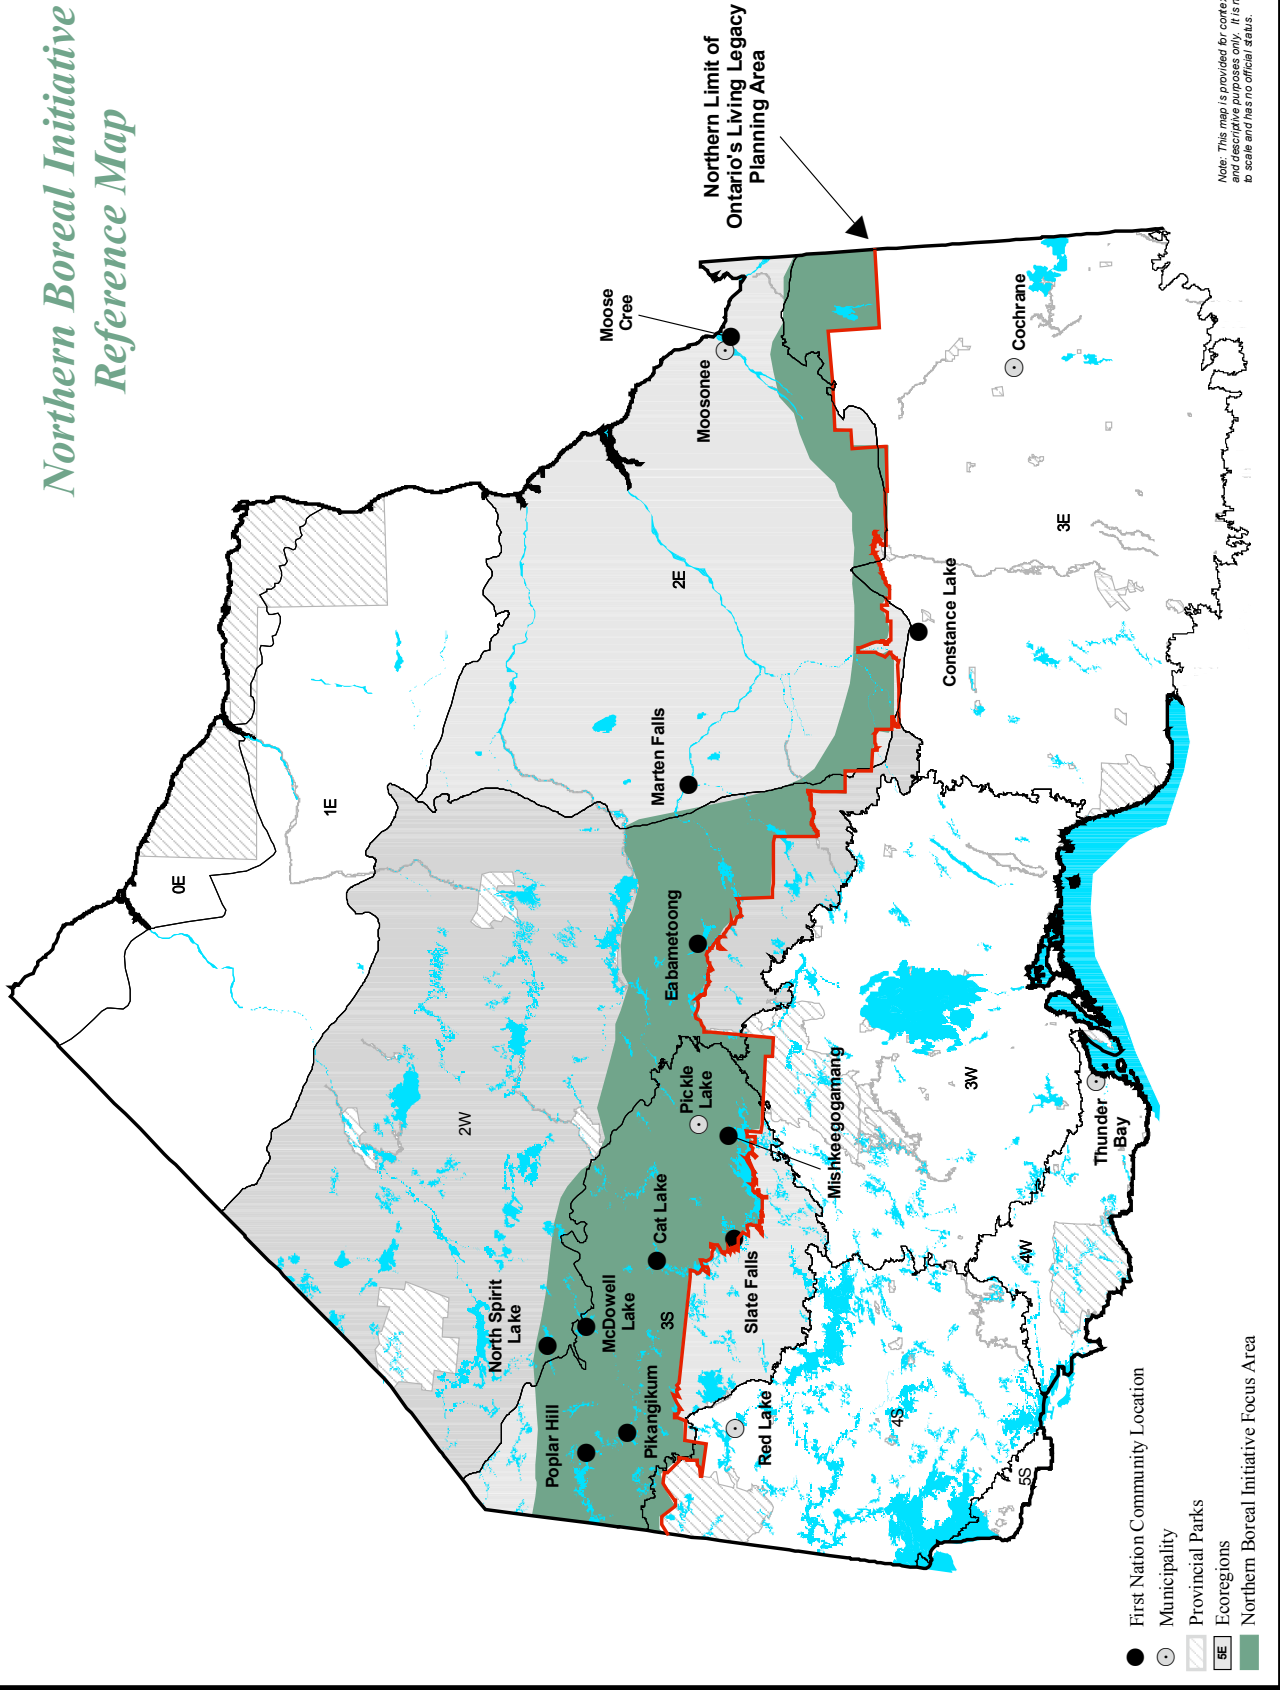 Northern Boreal Initiative
Reference Map
Northern Limit of
Ontario's Living Legacy
Planning Area
Moose
Cree
Moosonee
Cochrane
Constance Lake
Marten Falls
Eabametoong
Pickle
Lake
Mishkeegogamang
Cat Lake
Slate Falls
North Spirit
Lake
McDowell
Lake
Poplar Hill
Pikangikum
Red Lake
Thunder
Bay
0E
1E
2E
2W
3E
3W
3S
4W
4S
5S
First Nation Community Location
Municipality
Provincial Parks
5E Ecoregions
Northern Boreal Initiative Focus Area
Note: This map is provided for
and descriptive purposes only. It is
to scale and has no official status.